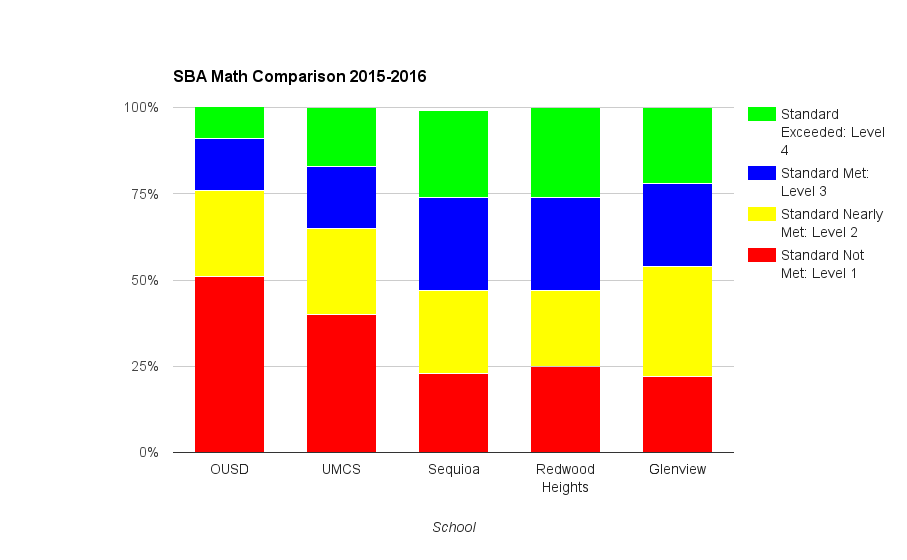 SBA Math Comparison 2015-2016
100%
75%
50%
25%
0%
OUSD
UMCS
Sequioa
Redwood
Heights
Glenview
School
Standard
Exceeded: Level
4
Standard Met:
Level 3
Standard Nearly
Met: Level 2
Standard Not
Met: Level 1